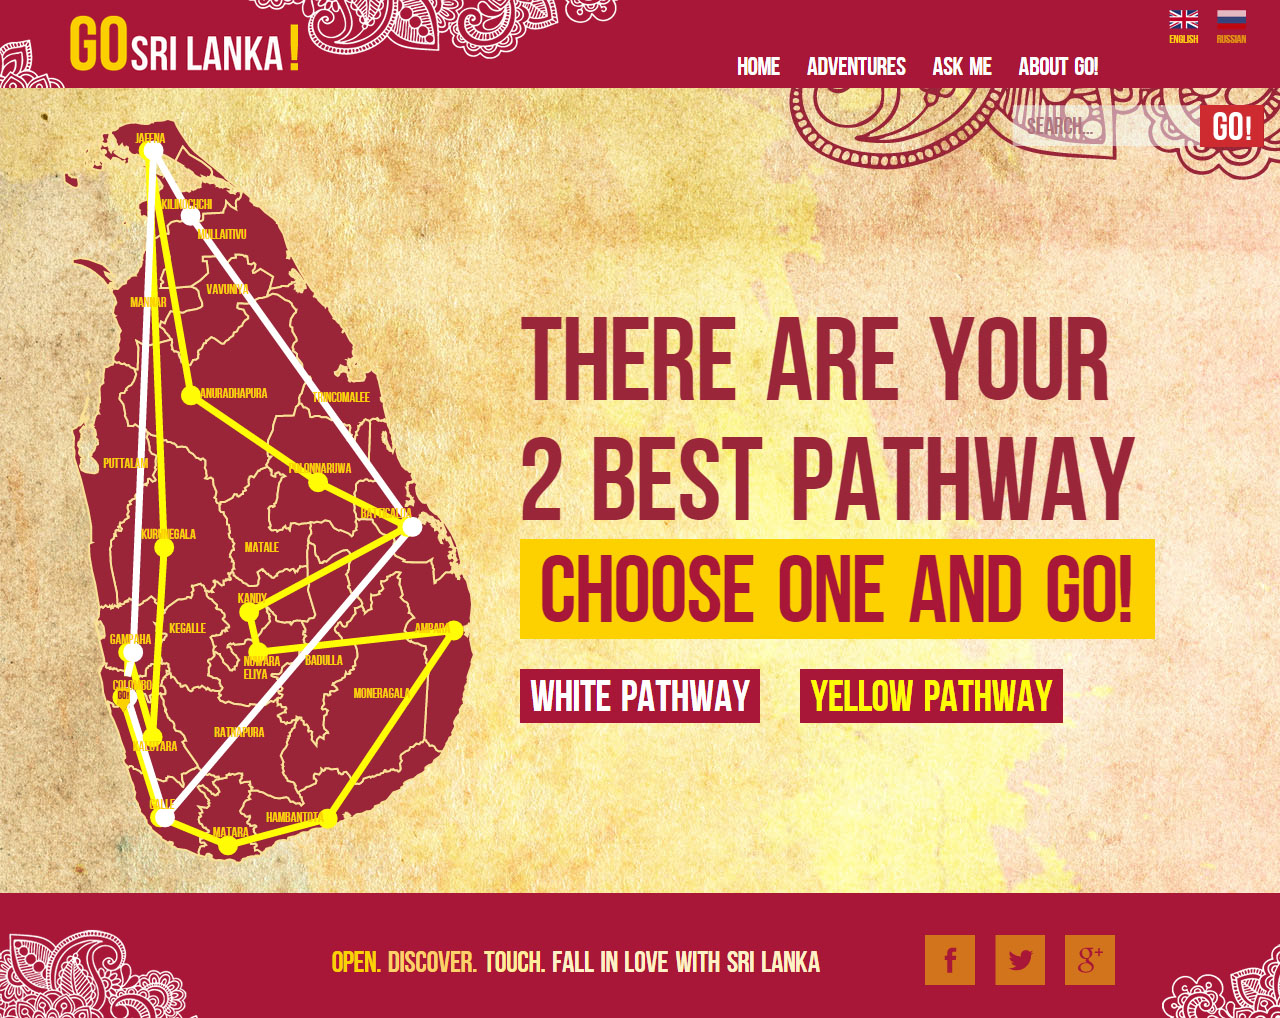 GO SRI LANKA!
ENGLISH RUSSIAN
HOME ADVENTURES ASK ME ABOUT GO!
SEARCH... GO!
JAFFNA
KILINOCHCHI
MULLAITIVU
VAVUNIYA
MANNAR
ANURADHAPURA
TRINCOMALEE
PUTTALAM
POLONNARUWA
BATTICALOA
KURUNEGALA
MATALE
KANDY
KEGALLE
AMPARA
GAMPAHA
NUWARA
ELIYA
BADULLA
COLOMBO
GO!
MONERAGALA
RATNAPURA
KALUTARA
GALLE
HAMBANTOTA
MATARA
THERE ARE YOUR
2 BEST PATHWAY
CHOOSE ONE AND GO!
WHITE PATHWAY YELLOW PATHWAY
OPEN. DISCOVER. TOUCH. FALL IN LOVE WITH SRI LANKA